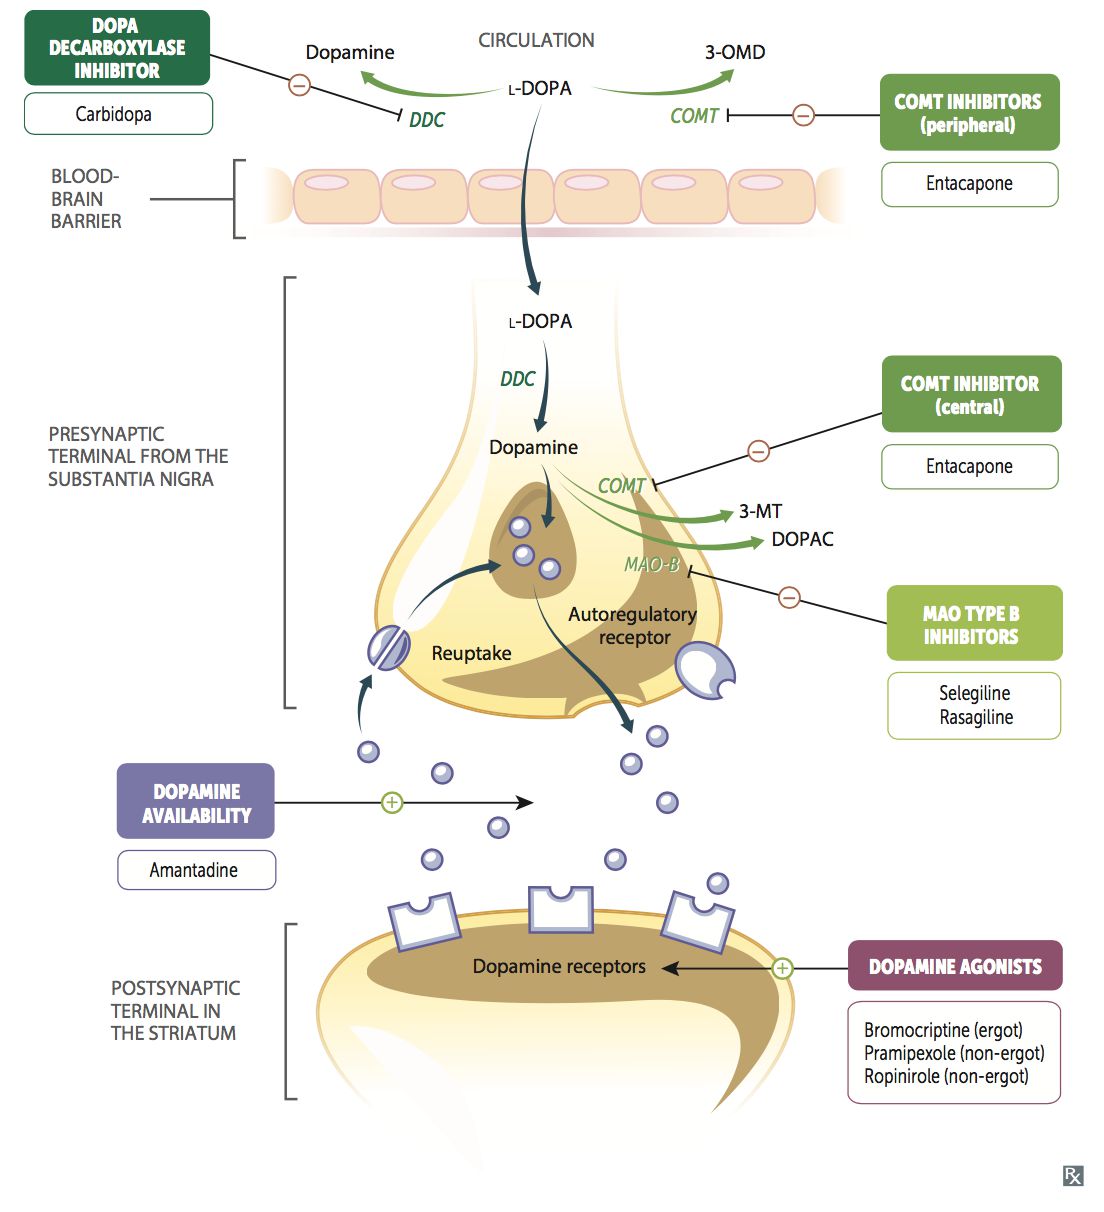 DOPA
DECARBOXYLASE
INHIBITOR
Carbidopa
CIRCULATION
Dopamine
L-DOPA
3-OMD
DDC
COMT
COMT INHIBITORS
(peripheral)
Entacapone
BLOOD-
BRAIN
BARRIER
L-DOPA
DDC
Dopamine
PRESYNAPTIC
TERMINAL FROM THE
SUBSTANTIA NIGRA
COMT INHIBITOR
(central)
Entacapone
COMT
3-MT
DOPAC
MAO-B
Autoregulatory
receptor
Reuptake
MAO TYPE B
INHIBITORS
Selegiline
Rasagiline
DOPAMINE
AVAILABILITY
Amantadine
Dopamine receptors
DOPAMINE AGONISTS
Bromocriptine (ergot)
Pramipexole (non-ergot)
Ropinirole (non-ergot)
POSTSYNAPTIC
TERMINAL IN
THE STRIATUM
RX